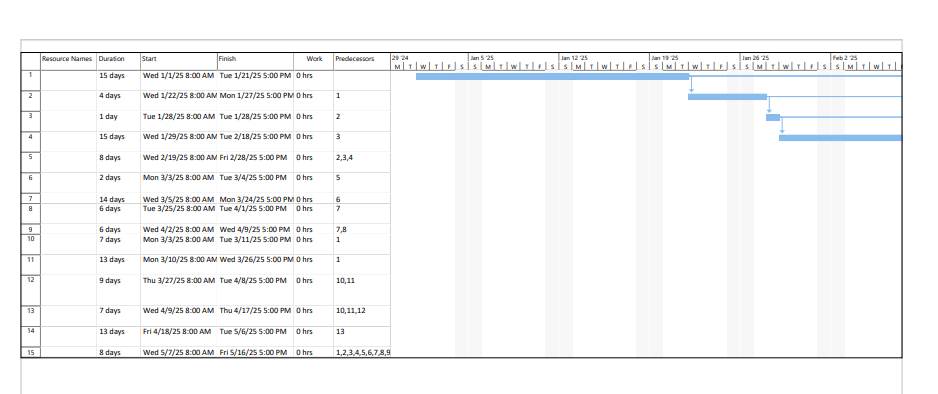 Resource Names Duration Start Finish Work Predecessors 29 '24 Jan 5 '25 Jan 12 '25 Jan 19 '25 Jan 26 '25 Feb 2 '25
M T W T F S S M T W T F S S M T W T F S S M T W T F S S M T W T F S S M T W T F
1 15 days Wed 1/1/25 8:00 AM Tue 1/21/25 5:00 PM 0 hrs
2 4 days Wed 1/22/25 8:00 AM Mon 1/27/25 5:00 PM 0 hrs 1
3 1 day Tue 1/28/25 8:00 AM Tue 1/28/25 5:00 PM 0 hrs 2
4 15 days Wed 1/29/25 8:00 AM Tue 2/18/25 5:00 PM 0 hrs 3
5 8 days Wed 2/19/25 8:00 AM Fri 2/28/25 5:00 PM 0 hrs 2,3,4
6 2 days Mon 3/3/25 8:00 AM Tue 3/4/25 5:00 PM 0 hrs 5
7 14 days Wed 3/5/25 8:00 AM Mon 3/24/25 5:00 PM 0 hrs 6
8 6 days Tue 3/25/25 8:00 AM Tue 4/1/25 5:00 PM 0 hrs 7
9 6 days Wed 4/2/25 8:00 AM Wed 4/9/25 5:00 PM 0 hrs 7,8
10 7 days Mon 3/3/25 8:00 AM Tue 3/11/25 5:00 PM 0 hrs 1
11 13 days Mon 3/10/25 8:00 AM Wed 3/26/25 5:00 PM 0 hrs 1
12 9 days Thu 3/27/25 8:00 AM Tue 4/8/25 5:00 PM 0 hrs 10,11
13 7 days Wed 4/9/25 8:00 AM Thu 4/17/25 5:00 PM 0 hrs 10,11,12
14 13 days Fri 4/18/25 8:00 AM Tue 5/6/25 5:00 PM 0 hrs 13
15 8 days Wed 5/7/25 8:00 AM Fri 5/16/25 5:00 PM 0 hrs 1,2,3,4,5,6,7,8,9